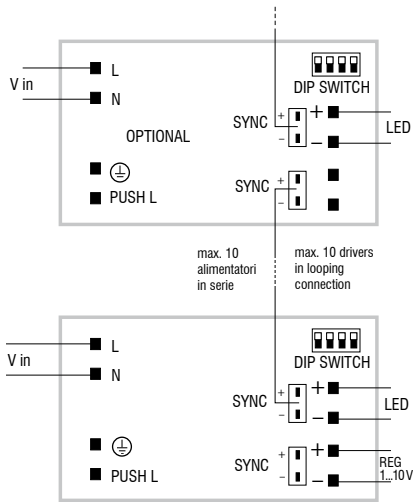 V in
L
N
OPTIONAL
PUSH L
DIP SWITCH
SYNC
+
−
+
−
LED
SYNC
+
−
max. 10
alimentatori
in serie
max. 10 drivers
in looping
connection
V in
L
N
PUSH L
DIP SWITCH
SYNC
+
−
+
−
LED
SYNC
+
−
+
−
REG
1...10 V